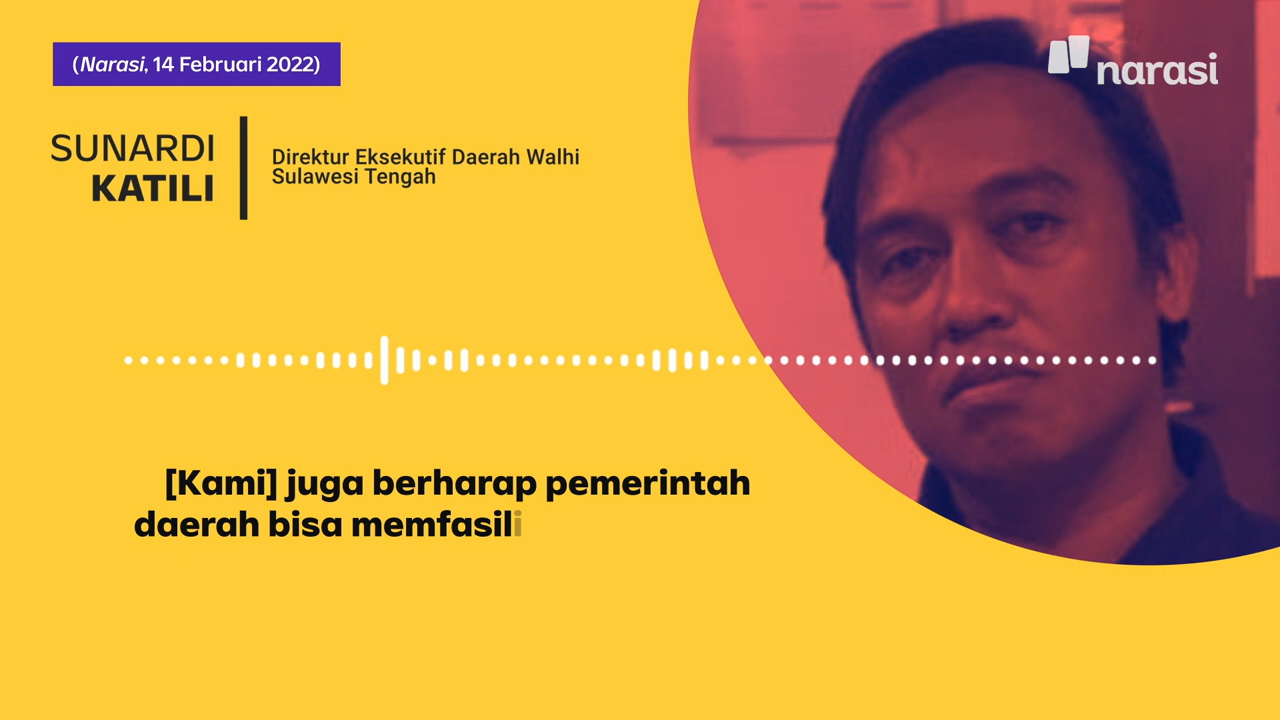 (Narasi, 14 Februari 2022)
narasi
SUNARDI
KATILI
Direktur Eksekutif Daerah Walhi
Sulawesi Tengah
[Kami] juga berharap pemerintah
daerah bisa memfasili